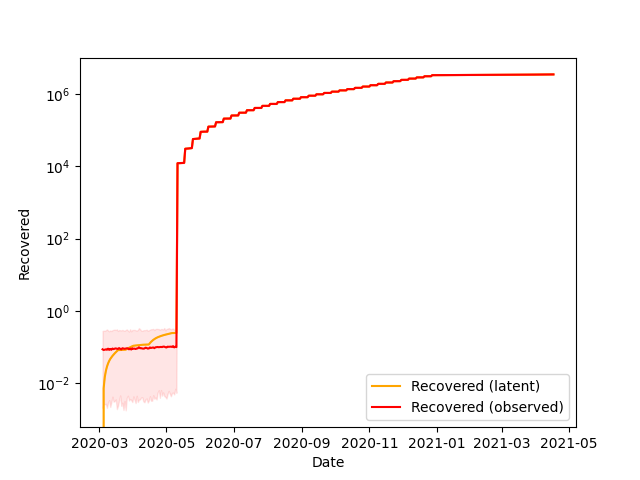 Recovered
10⁶
10⁴
10²
10⁰
10⁻²
Recovered (latent)
Recovered (observed)
2020-03 2020-05 2020-07 2020-09 2020-11 2021-01 2021-03 2021-05
Date